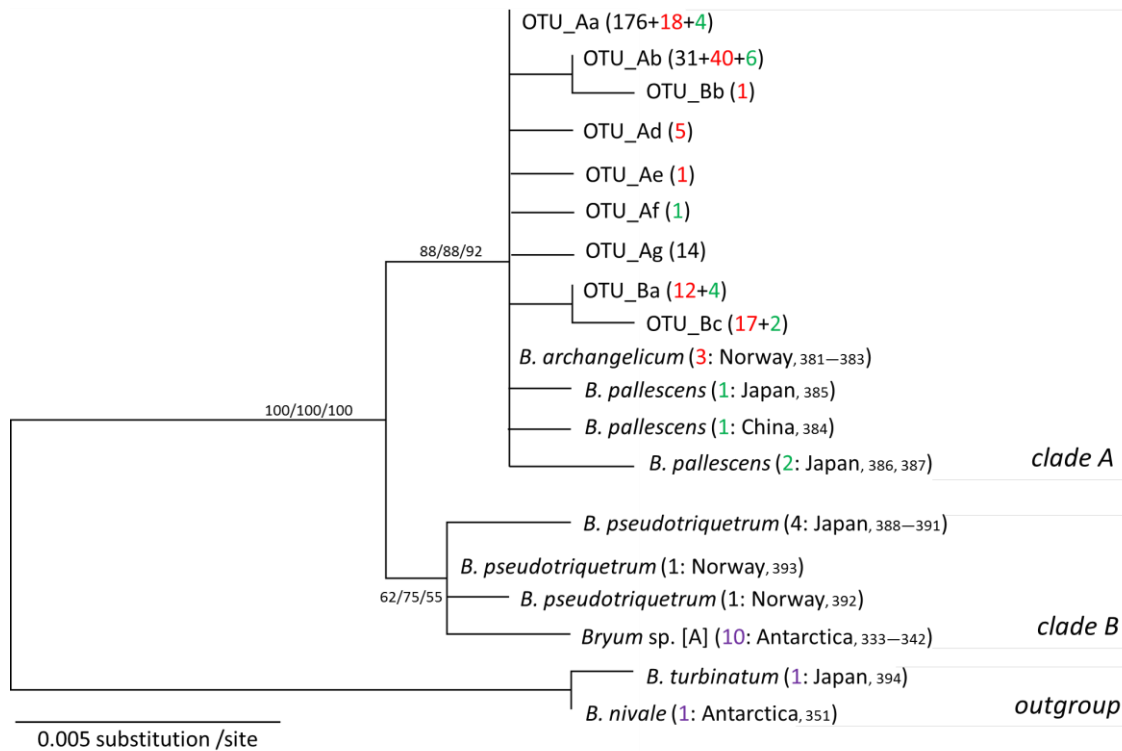 OTU_Aa (176+18+4)
OTU_Ab (31+40+6)
OTU_Bb (1)
OTU_Ad (5)
OTU_Ae (1)
OTU_Af (1)
88/88/92
OTU_Ag (14)
OTU_Ba (12+4)
OTU_Bc (17+2)
B. archangelicum (3: Norway, 381—383)
B. pallescens (1: Japan, 385)
100/100/100
B. pallescens (1: China, 384)
B. pallescens (2: Japan, 386, 387)
clade A
B. pseudotriquetrum (4: Japan, 388—391)
B. pseudotriquetrum (1: Norway, 393)
62/75/55
B. pseudotriquetrum (1: Norway, 392)
Bryum sp. [A] (10: Antarctica, 333—342)
clade B
B. turbinatum (1: Japan, 394)
B. nivale (1: Antarctica, 351)
outgroup
0.005 substitution /site